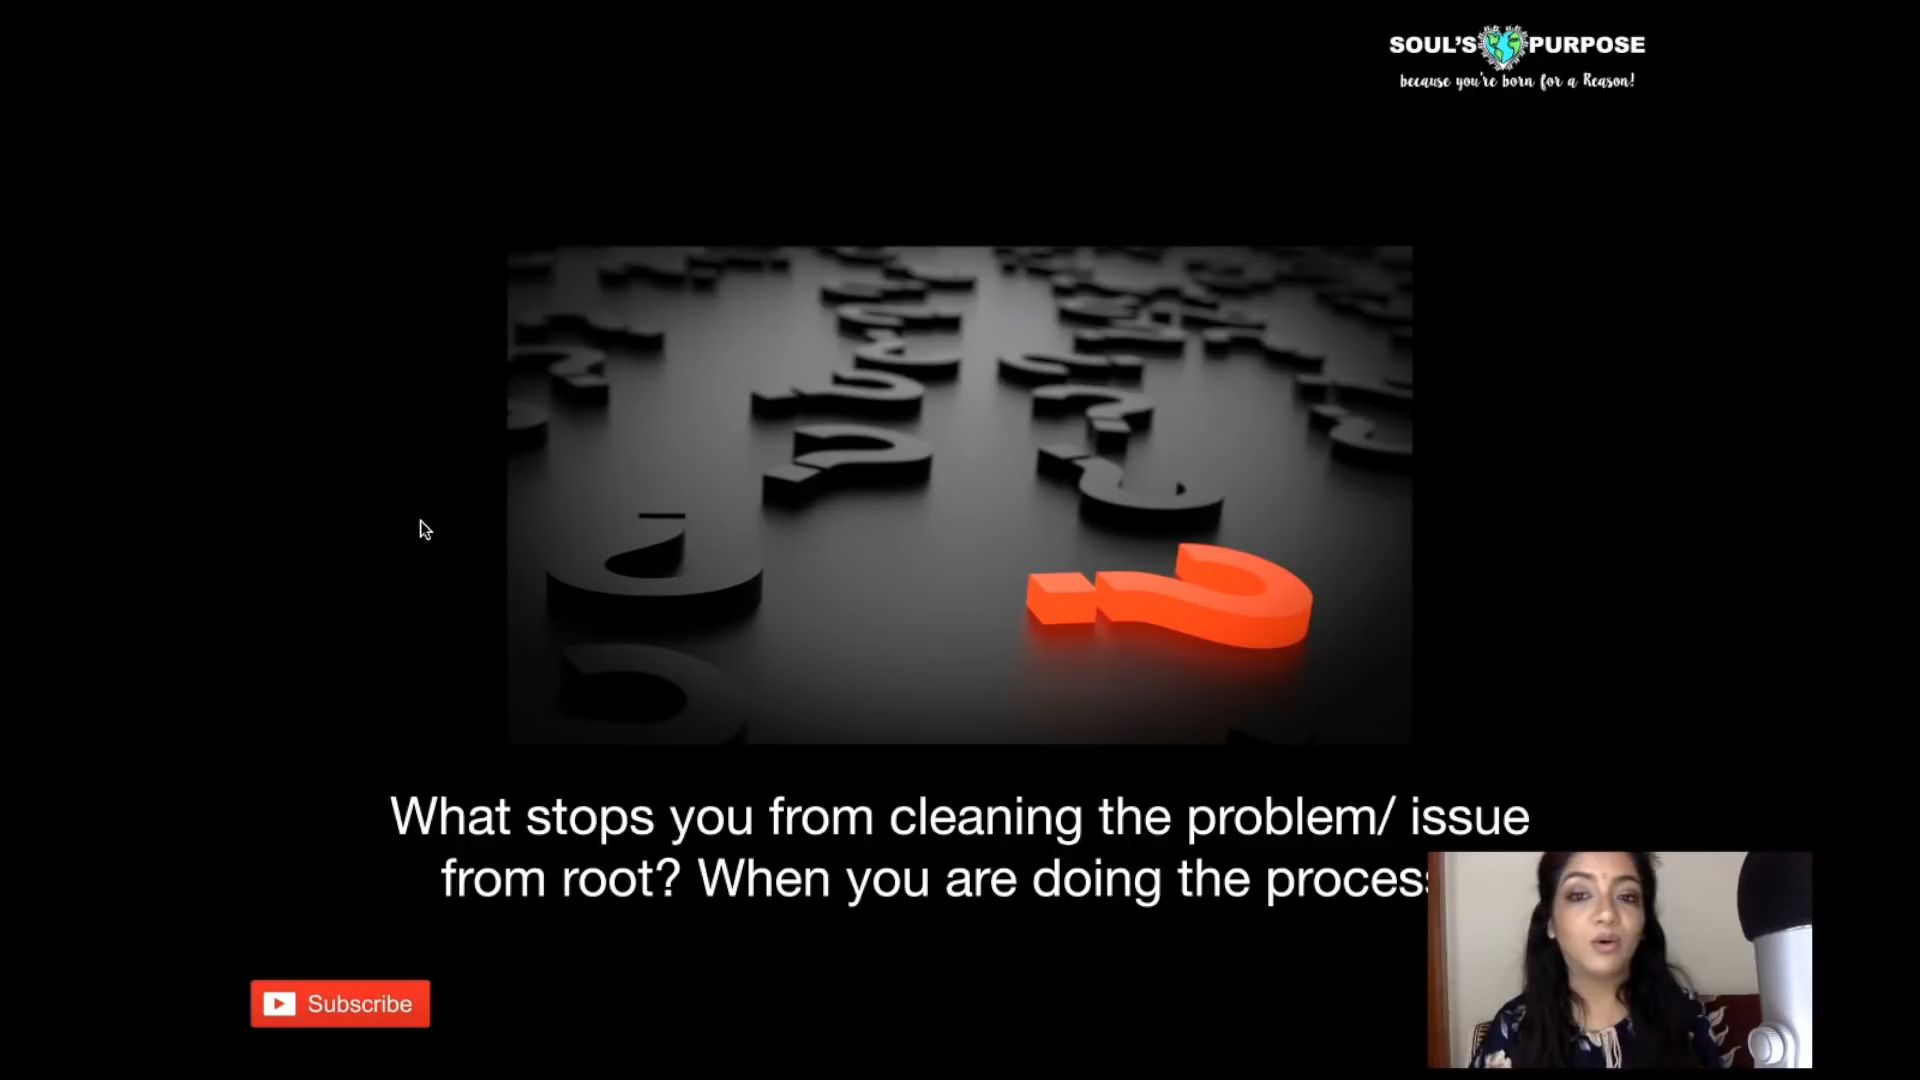 SOUL'S PURPOSE
because you're born for a Reason!
What stops you from cleaning the problem/ issue
from root? When you are doing the
Subscribe